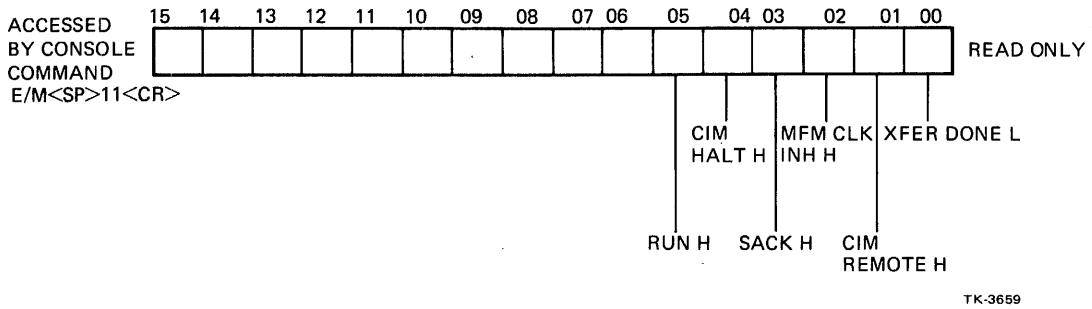 ACCESSED
BY CONSOLE
COMMAND
E/M<SP>11<CR>
15 14 13 12 11 10 09 08 07 06 05 04 03 02 01 00
READ ONLY
CIM
HALT H
MFM CLK
INH H
XFER DONE L
RUN H
SACK H
CIM
REMOTE H
TK-3659